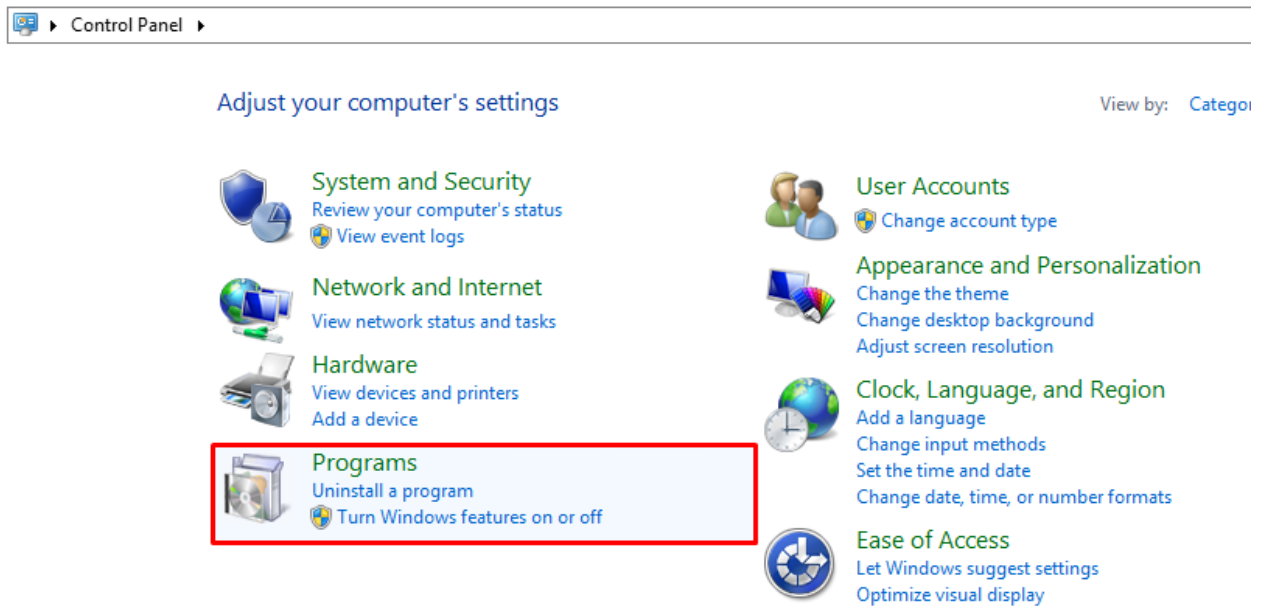 Control Panel
Adjust your computer's settings
View by:
System and Security
Review your computer's status
View event logs
Network and Internet
View network status and tasks
Hardware
View devices and printers
Add a device
Programs
Uninstall a program
Turn Windows features on or off
User Accounts
Change account type
Appearance and Personalization
Change the theme
Change desktop background
Adjust screen resolution
Clock, Language, and Region
Add a language
Change input methods
Set the time and date
Change date, time, or number formats
Ease of Access
Let Windows suggest settings
Optimize visual display